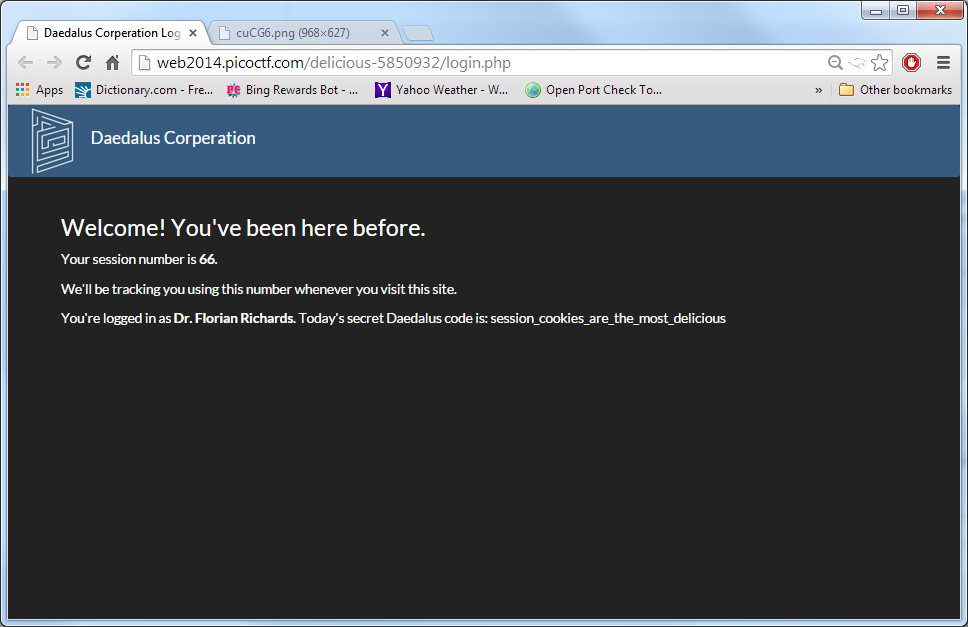 Daedalus Corperation Log
cuCG6.png (968×627)
web2014.picoctf.com/delicious-5850932/login.php
Apps Dictionary.com - Fre... Bing Rewards Bot - ... Yahoo Weather - W... Open Port Check To... » Other bookmarks
Daedalus Corperation
Welcome! You've been here before.
Your session number is 66.
We'll be tracking you using this number whenever you visit this site.
You're logged in as Dr. Florian Richards. Today's secret Daedalus code is: session_cookies_are_the_most_delicious